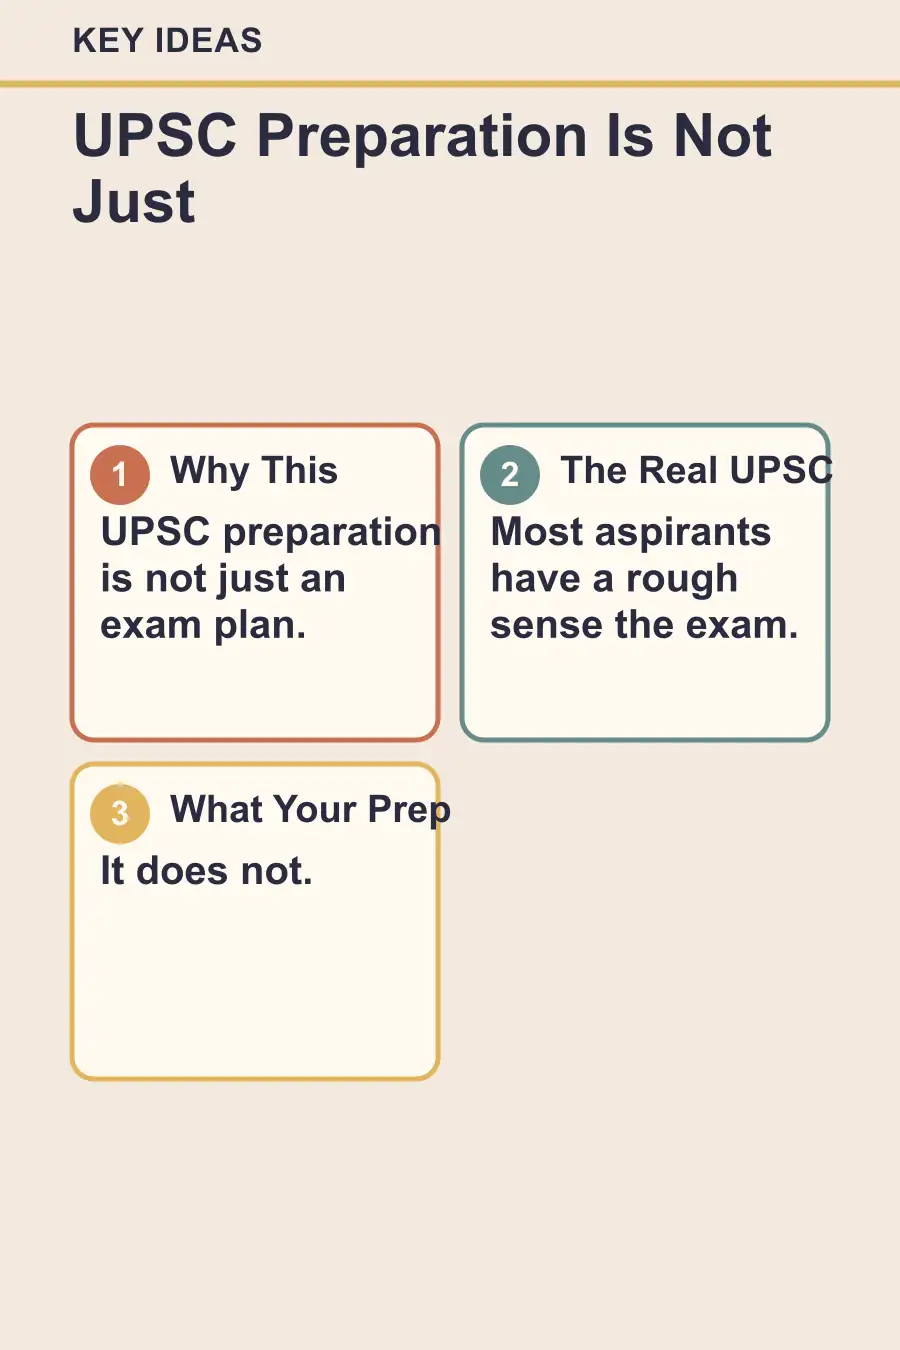 KEY IDEAS
UPSC Preparation Is Not
Just
1 Why This
UPSC preparation
is not just an
exam plan.
2 The Real UPSC
Most aspirants
have a rough
sense the exam.
3 What Your Prep
It does not.